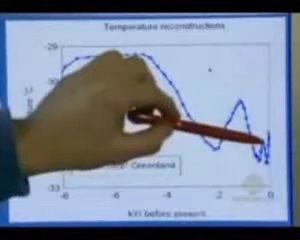 Temperature reconstructions
-29
-30
-33
-8
-6
-4
-2
0
Greenland
kyr before present